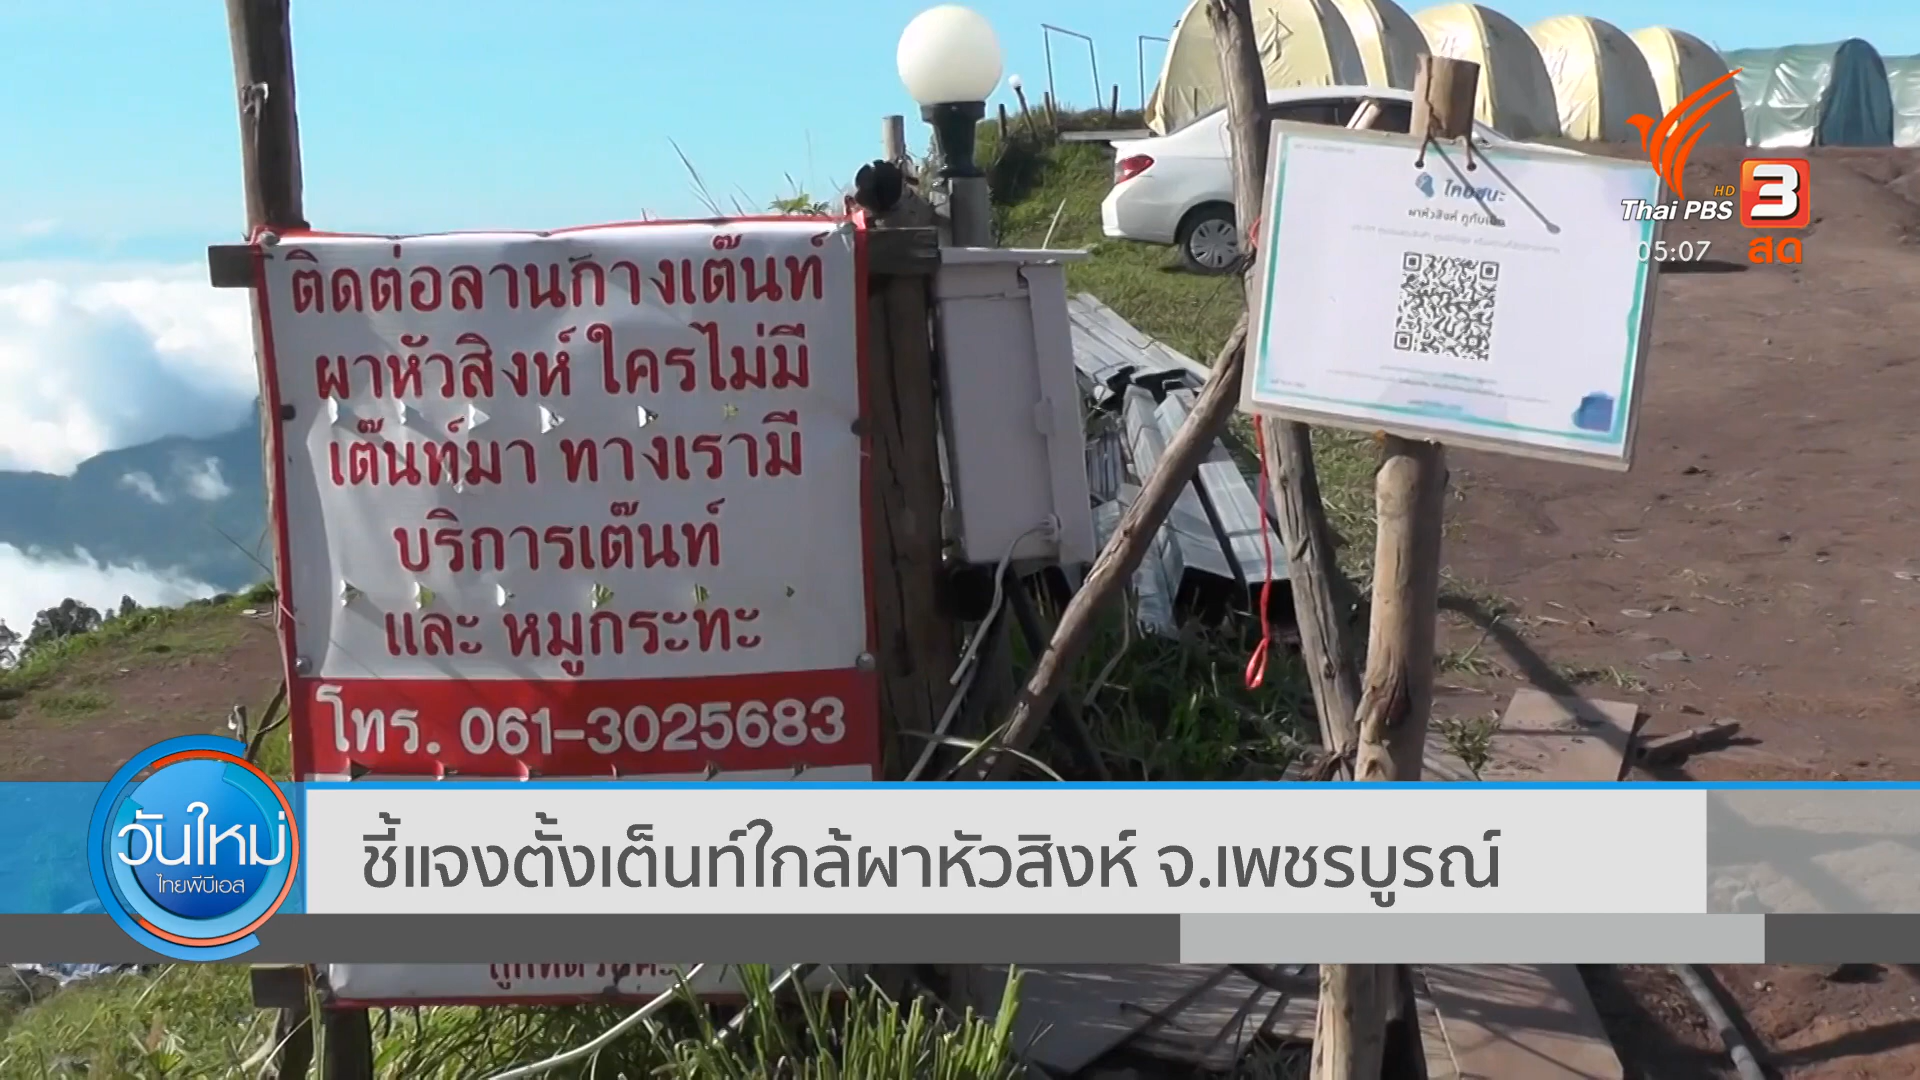 ติดต่อลานกางเต๊นท์
ผาหัวสิงห์ ใครไม่มี
เต๊นท์มา ทางเรามี
บริการเต๊นท์
และ หมูกระทะ
โทร. 061-3025683
ไทยชนะ
ผาหัวสิงห์ ภูทับเบิก
HD
Thai PBS
3
05:07
สด
วันใหม่
ไทยพีบีเอส
ชี้แจงตั้งเต็นท์ใกล้ผาหัวสิงห์ จ.เพชรบูรณ์